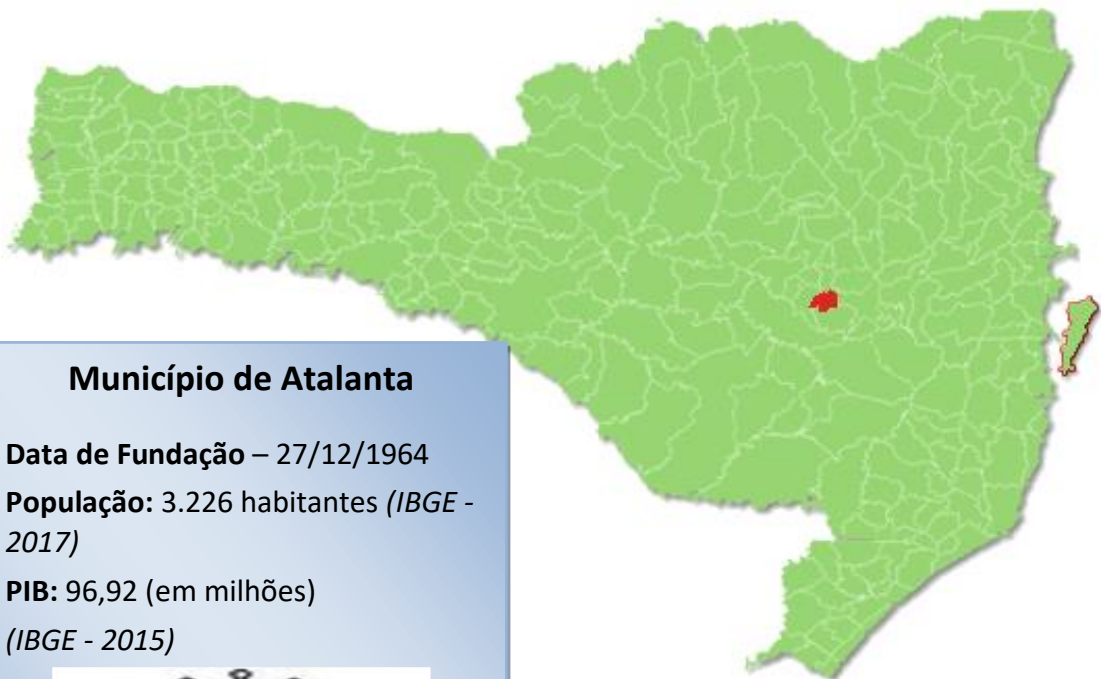 Município de Atalanta
Data de Fundação – 27/12/1964
População: 3.226 habitantes (IBGE -
2017)
PIB: 96,92 (em milhões)
(IBGE - 2015)